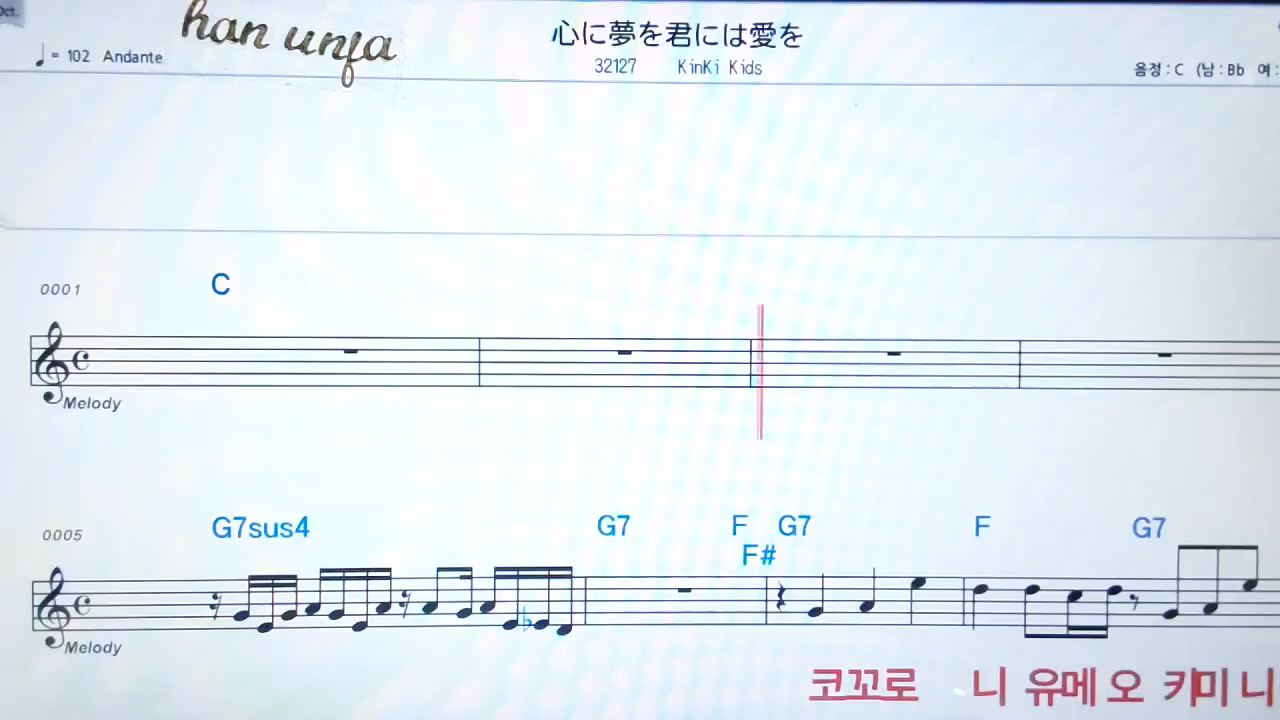 Oct.
han unfa
心に夢を君には愛を
♩ = 102 Andante
32127 KinKi Kids
음정 : C (남 : Bb 여 :
0001 C
Melody
0005 G7sus4 G7 F G7 F G7
F#
Melody
코꼬로 니 유메 오 키미 니